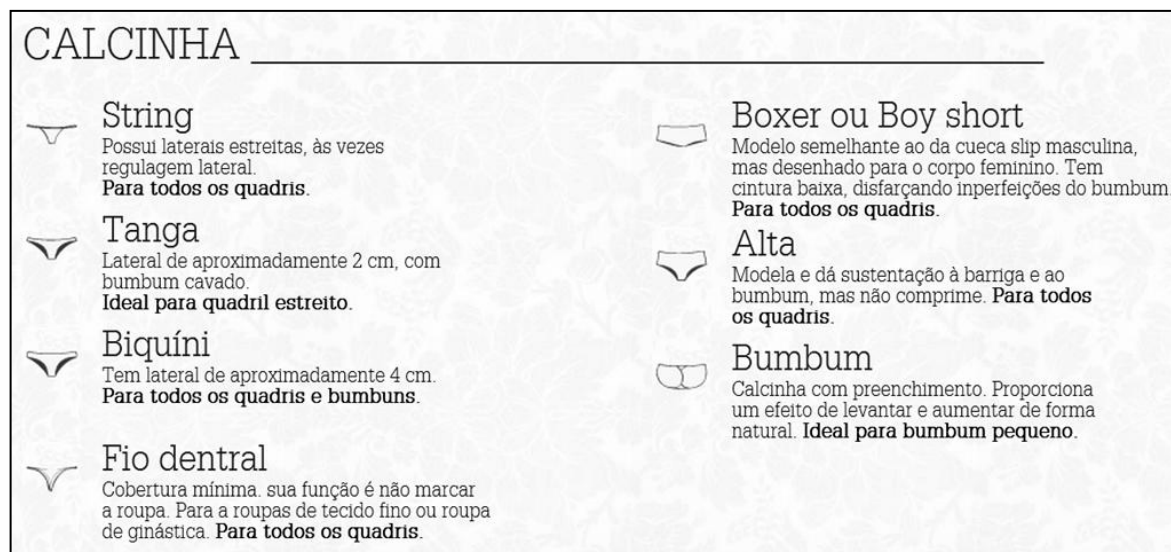 CALCINHA
String
Possui laterais estreitas, às vezes
regulagem lateral.
Para todos os quadris.
Tanga
Lateral de aproximadamente 2 cm, com
bumbum cavado.
Ideal para quadril estreito.
Biquíni
Tem lateral de aproximadamente 4 cm.
Para todos os quadris e bumbuns.
Fio dentral
Cobertura mínima. sua função é não marcar
a roupa. Para a roupas de tecido fino ou roupa
de ginástica. Para todos os quadris.
Boxer ou Boy short
Modelo semelhante ao da cueca slip masculina,
mas desenhado para o corpo feminino. Tem
cintura baixa, disfarçando inperfeições do bumbum.
Para todos os quadris.
Alta
Modela e dá sustentação à barriga e ao
bumbum, mas não comprime. Para todos
os quadris.
Bumbum
Calcinha com preenchimento. Proporciona
um efeito de levantar e aumentar de forma
natural. Ideal para bumbum pequeno.